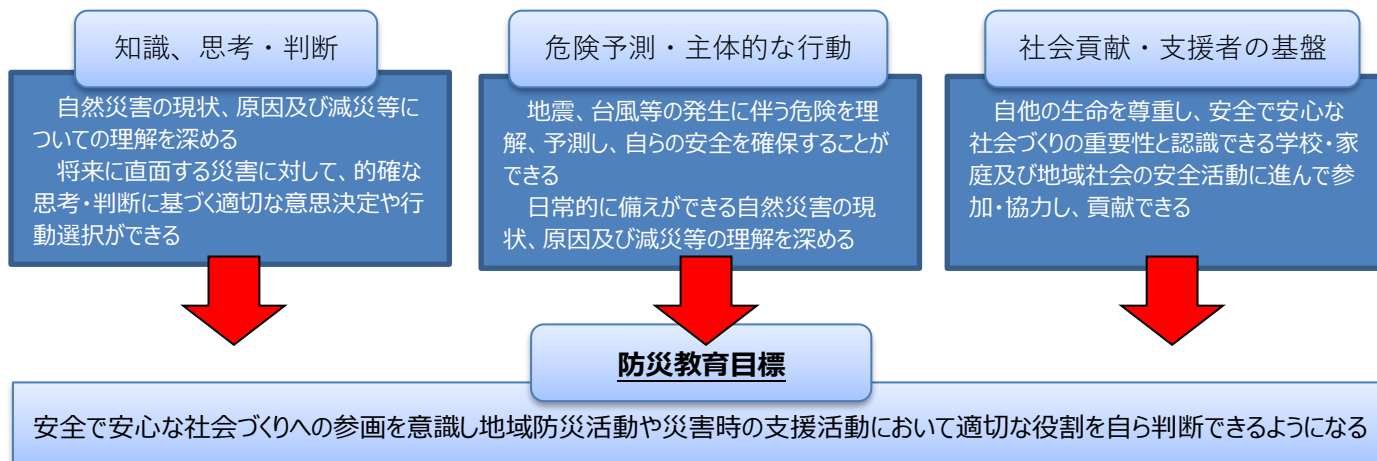 知識、思考・判断
自然災害の現状、原因及び減災等に
ついての理解を深める
将来に直面する災害に対して、的確な
思考・判断に基づく適切な意思決定や行
動選択ができる
危険予測・主体的な行動
地震、台風等の発生に伴う危険を理
解、予測し、自らの安全を確保することが
できる
日常的に備えができる自然災害の現
状、原因及び減災等の理解を深める
社会貢献・支援者の基盤
自他の生命を尊重し、安全で安心な
社会づくりの重要性と認識できる学校・家
庭及び地域社会の安全活動に進んで参
加・協力し、貢献できる
防災教育目標
安全で安心な社会づくりへの参画を意識し地域防災活動や災害時の支援活動において適切な役割を自ら判断できるようになる